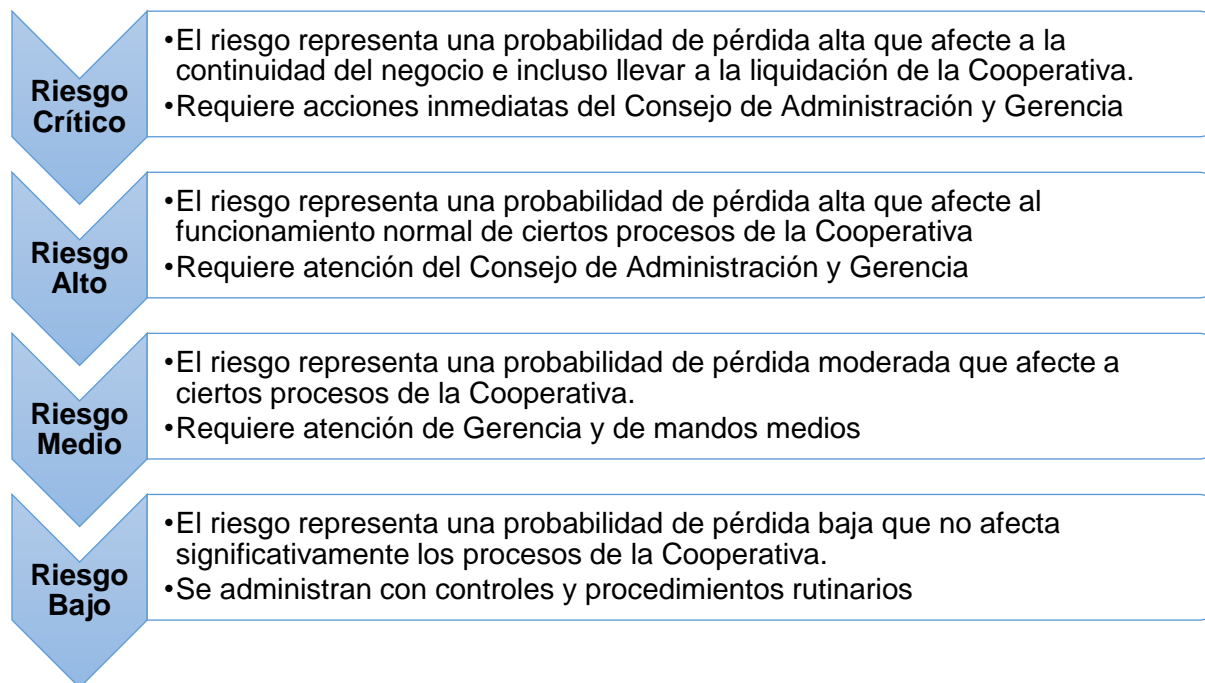 Riesgo
Crítico
•El riesgo representa una probabilidad de pérdida alta que afecte a la
continuidad del negocio e incluso llevar a la liquidación de la Cooperativa.
•Requiere acciones inmediatas del Consejo de Administración y Gerencia
Riesgo
Alto
•El riesgo representa una probabilidad de pérdida alta que afecte al
funcionamiento normal de ciertos procesos de la Cooperativa
•Requiere atención del Consejo de Administración y Gerencia
Riesgo
Medio
•El riesgo representa una probabilidad de pérdida moderada que afecte a
ciertos procesos de la Cooperativa.
•Requiere atención de Gerencia y de mandos medios
Riesgo
Bajo
•El riesgo representa una probabilidad de pérdida baja que no afecta
significativamente los procesos de la Cooperativa.
•Se administran con controles y procedimientos rutinarios